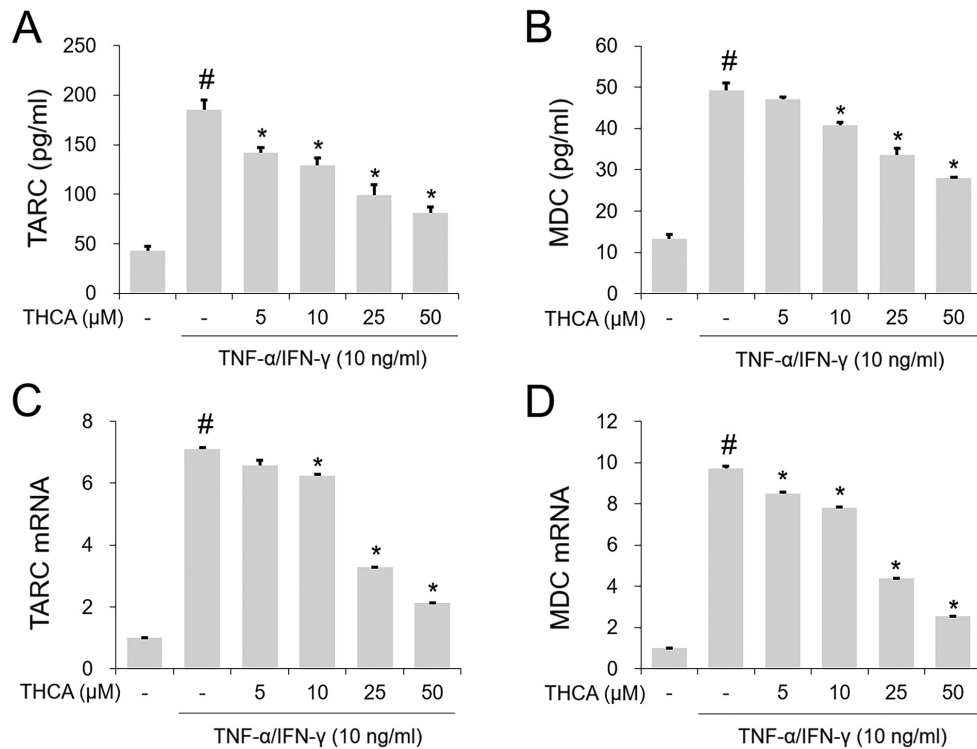 A
TARC (pg/ml)
250
200
150
100
50
0
#
*
*
*
*
THCA (μM)
- - 5 10 25 50
TNF-α/IFN-γ (10 ng/ml)
B
MDC (pg/ml)
60
50
40
30
20
10
0
#
*
*
*
THCA (μM)
- - 5 10 25 50
TNF-α/IFN-γ (10 ng/ml)
C
TARC mRNA
8
6
4
2
0
#
*
*
*
THCA (μM)
- - 5 10 25 50
TNF-α/IFN-γ (10 ng/ml)
D
MDC mRNA
12
10
8
6
4
2
0
#
*
*
*
*
THCA (μM)
- - 5 10 25 50
TNF-α/IFN-γ (10 ng/ml)